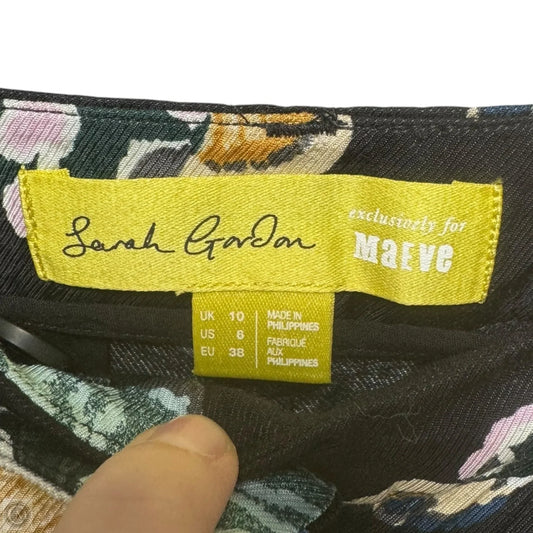 Sarah Gordon
exclusively for
MaEVe
UK 10
US 6
EU 38
MADE IN
PHILIPPINES
FABRIQUÉ
AUX
PHILIPPINES